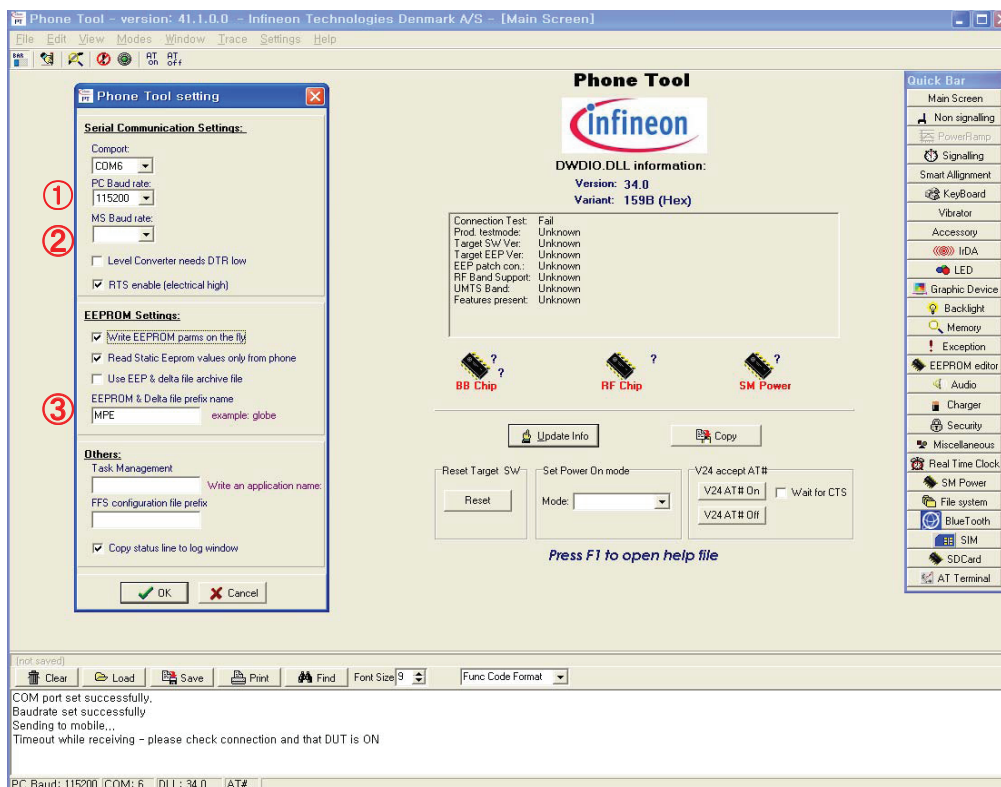 Phone Tool - version: 41.1.0.0 - Infineon Technologies Denmark A/S - [Main Screen]
File Edit View Modes Window Trace Settings Help
BAR AT on AT off
Phone Tool setting
Serial Communication Settings:
Comport:
COM6
① PC Baud rate:
115200
② MS Baud rate:
Level Converter needs DTR low
RTS enable (electrical high)
EEPROM Settings:
Write EEPROM parms on the fly
Read Static Eeprom values only from phone
Use EEP & delta file archive file
③ EEPROM & Delta file prefix name
MPE example: globe
Others:
Task Management
Write an application name:
FFS configuration file prefix
Copy status line to log window
OK Cancel
Phone Tool
infineon
DWDIO.DLL information:
Version: 34.0
Variant: 159B (Hex)
Connection Test: Fail
Prod. testmode: Unknown
Target SW Ver: Unknown
Target EEP Ver: Unknown
EEP patch con.: Unknown
RF Band Support: Unknown
UMTS Band: Unknown
Features present: Unknown
? ? ? ?
BB Chip RF Chip SM Power
Update Info Copy
Reset Target SW Set Power On mode V24 accept AT#
Reset Mode: V24 AT# On Wait for CTS
V24 AT# Off
Press F1 to open help file
Quick Bar
Main Screen
Non signalling
PowerRamp
Signalling
Smart Allignment
KeyBoard
Vibrator
Accessory
IrDA
LED
Graphic Device
Backlight
Memory
Exception
EEPROM editor
Audio
Charger
Security
Miscellaneous
Real Time Clock
SM Power
File system
BlueTooth
SIM
SDCard
AT Terminal
[not saved]
Clear Load Save Print Find Font Size 9 Func Code Format
COM port set successfully,
Baudrate set successfully
Sending to mobile,,,
Timeout while receiving - please check connection and that DUT is ON
PC Baud: 115200 COM: 6 DLL: 34.0 AT#